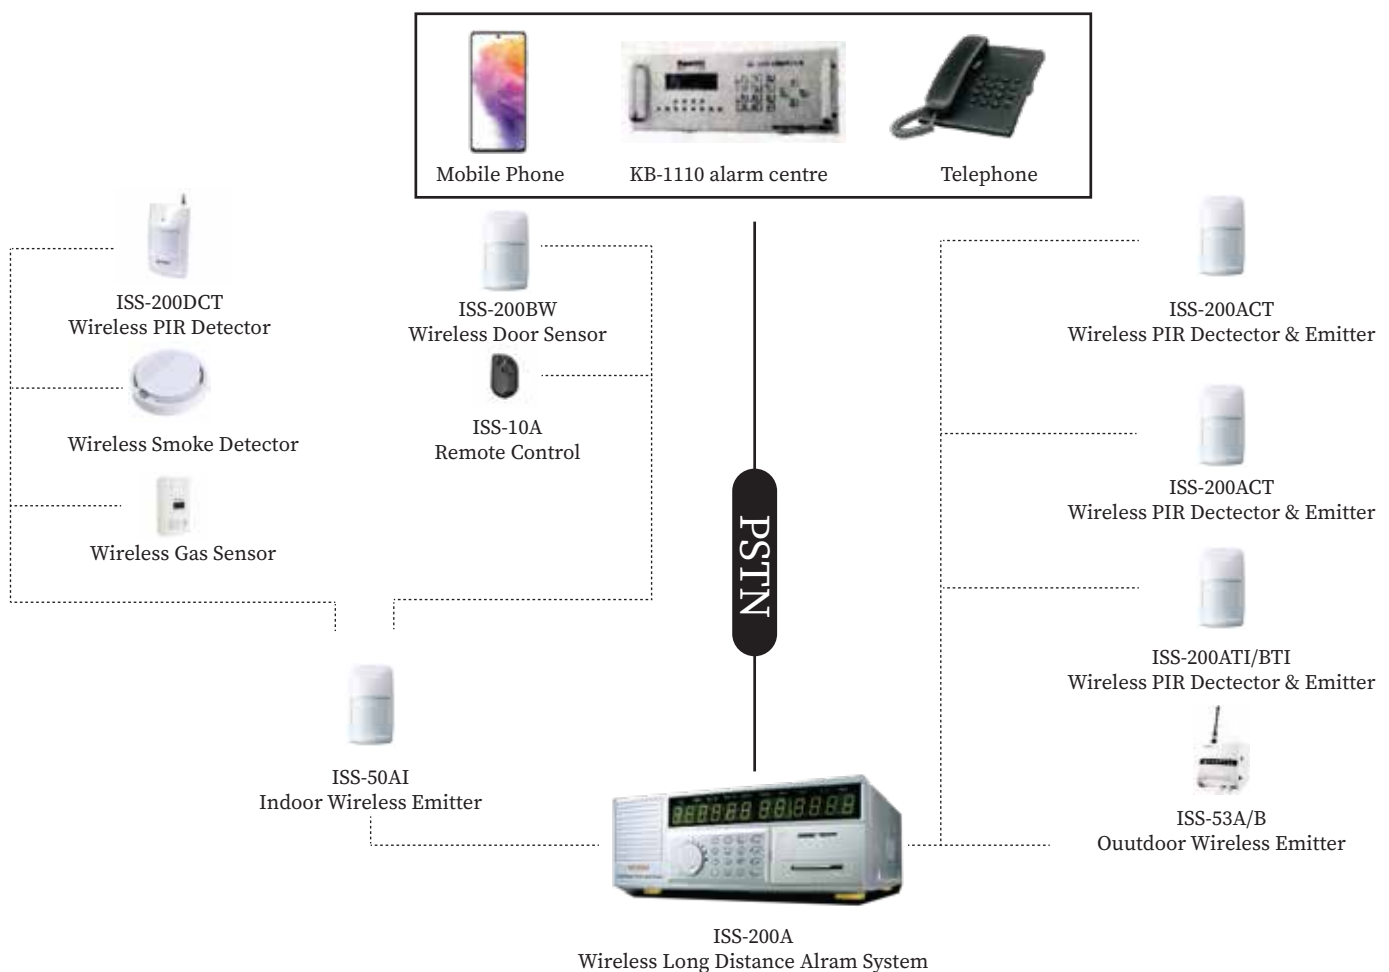 Mobile Phone
KB-1110 alarm centre
Telephone
ISS-200DCT
Wireless PIR Detector
Wireless Smoke Detector
Wireless Gas Sensor
ISS-200BW
Wireless Door Sensor
ISS-10A
Remote Control
PSTN
ISS-200ACT
Wireless PIR Dectector & Emitter
ISS-200ACT
Wireless PIR Dectector & Emitter
ISS-200ATI/BTI
Wireless PIR Dectector & Emitter
ISS-53A/B
Ouutdoor Wireless Emitter
ISS-50AI
Indoor Wireless Emitter
ISS-200A
Wireless Long Distance Alram System